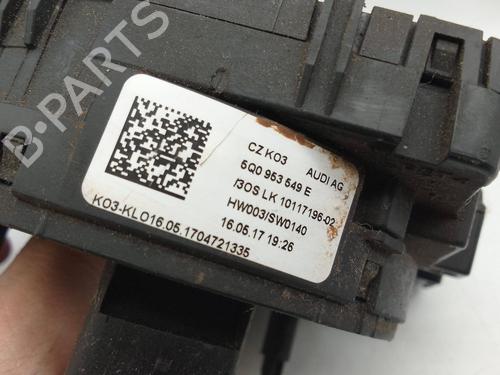 B-PARTS
CZ K03 AUDI AG
5Q0 953 549 E
/3OS LK 10117196-02
HW003/SW0140
16.05.17 19:26
K03-KLO16.05.1704721335